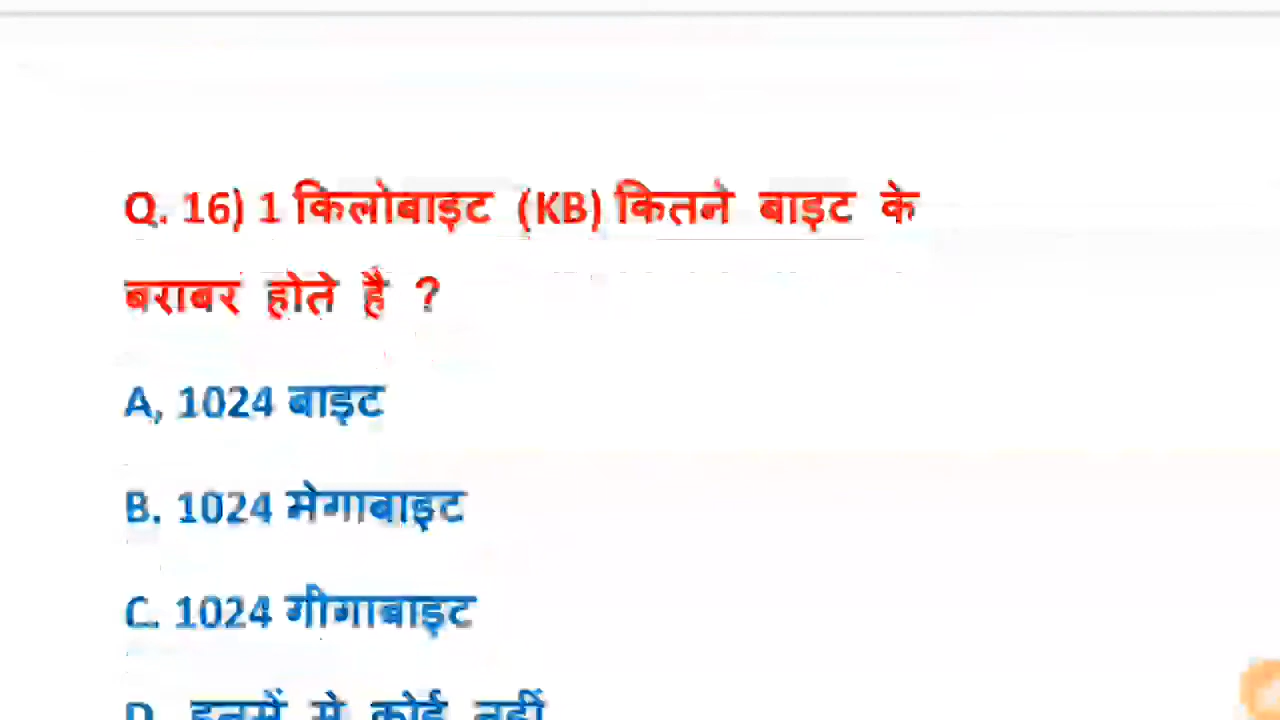 Q. 16) 1 किलोबाइट (KB) कितने बाइट के
बराबर होते है ?
A, 1024 बाइट
B. 1024 मेगाबाइट
C. 1024 गीगाबाइट
D. इनमें से कोई नहीं